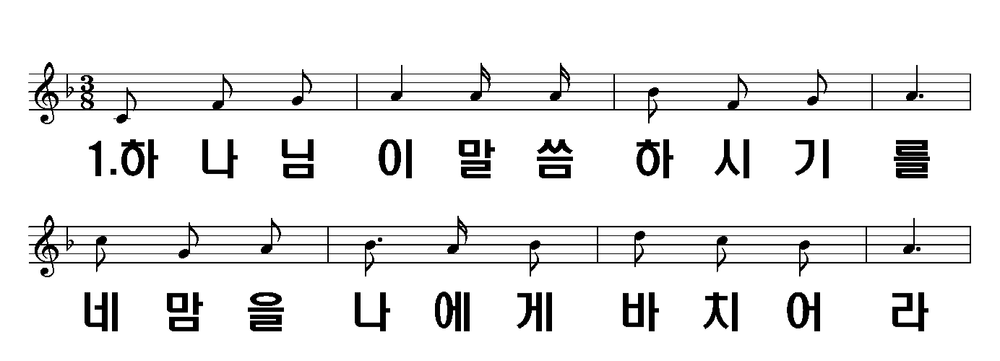 1.하 나 님 이 말 씀 하 시 기 를
네 맘 을 나 에 게 바 치 어 라